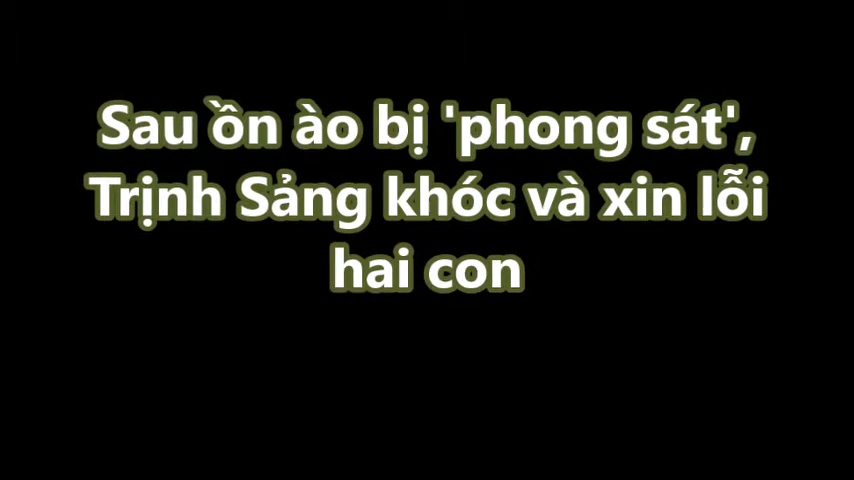 Sau ồn ào bị 'phong sát',
Trịnh Sảng khóc và xin lỗi
hai con